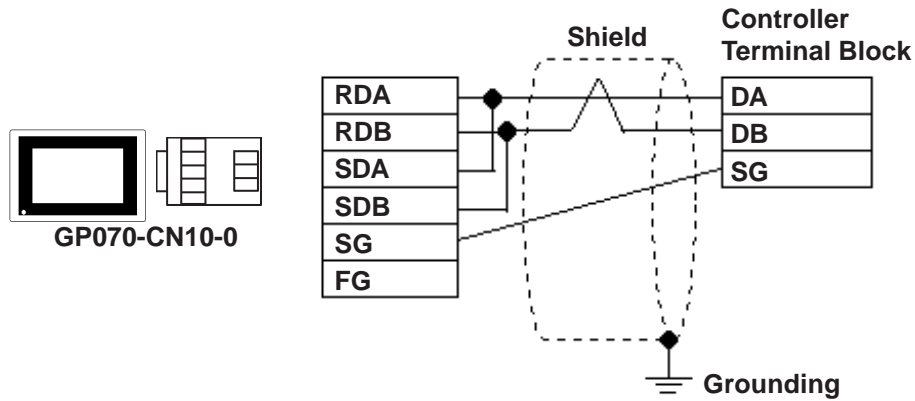 Controller
Terminal Block
Shield
RDA
RDB
SDA
SDB
SG
FG
DA
DB
SG
GP070-CN10-0
Grounding